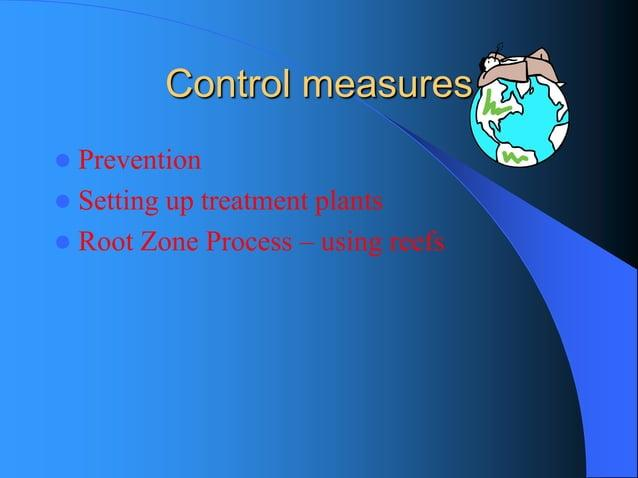 Control measures
Prevention
Setting up treatment plants
Root Zone Process – using reefs